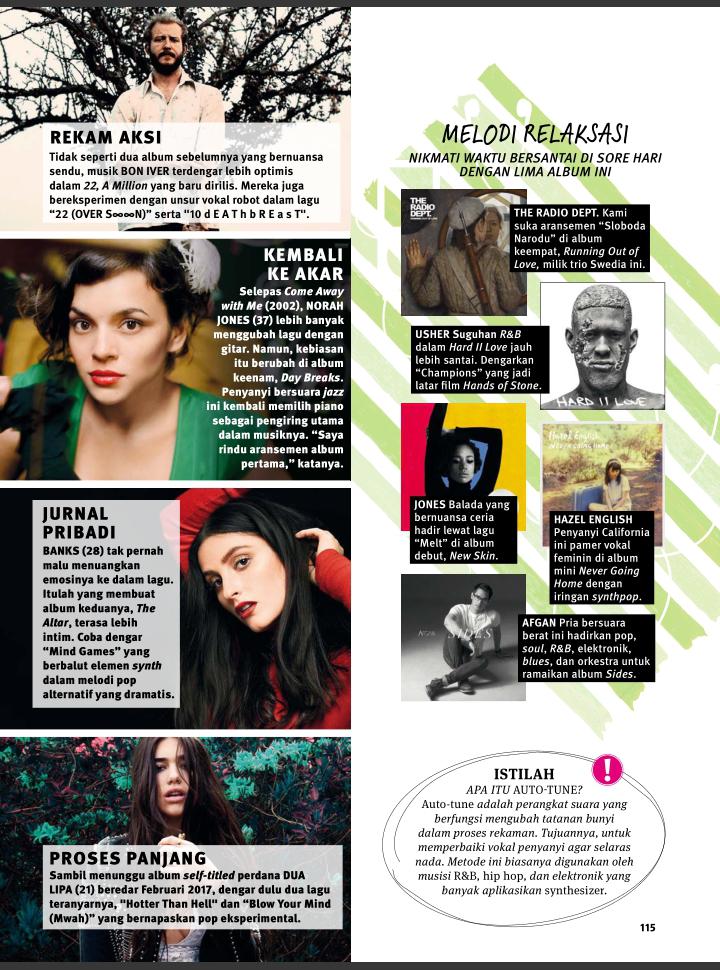 REKAM AKSI
Tidak seperti dua album sebelumnya yang bernuansa
sendu, musik BON IVER terdengar lebih optimis
dalam 22, A Million yang baru dirilis. Mereka juga
bereksperimen dengan unsur vokal robot dalam lagu
“22 (OVER S∞∞N)” serta "10 d E A T h b R E a s T".
KEMBALI
KE AKAR
Selepas Come Away
with Me (2002), NORAH
JONES (37) lebih banyak
menggubah lagu dengan
gitar. Namun, kebiasan
itu berubah di album
keenam, Day Breaks.
Penyanyi bersuara jazz
ini kembali memilih piano
sebagai pengiring utama
dalam musiknya. “Saya
rindu aransemen album
pertama,” katanya.
JURNAL
PRIBADI
BANKS (28) tak pernah
malu menuangkan
emosinya ke dalam lagu.
Itulah yang membuat
album keduanya, The
Altar, terasa lebih
intim. Coba dengar
“Mind Games” yang
berbalut elemen synth
dalam melodi pop
alternatif yang dramatis.
PROSES PANJANG
Sambil menunggu album self-titled perdana DUA
LIPA (21) beredar Februari 2017, dengar dulu dua lagu
teranyarnya, "Hotter Than Hell" dan “Blow Your Mind
(Mwah)” yang bernapaskan pop eksperimental.
MELODI RELAKSASI
NIKMATI WAKTU BERSANTAI DI SORE HARI
DENGAN LIMA ALBUM INI
THE
RADIO
DEPT.
THE RADIO DEPT. Kami
suka aransemen “Sloboda
Narodu” di album
keempat, Running Out of
Love, milik trio Swedia ini.
USHER Suguhan R&B
dalam Hard II Love jauh
lebih santai. Dengarkan
“Champions” yang jadi
latar film Hands of Stone.
HARD II LOVE
JONES Balada yang
bernuansa ceria
hadir lewat lagu
“Melt” di album
debut, New Skin.
Hazel English
Never Going Home
HAZEL ENGLISH
Penyanyi California
ini pamer vokal
feminin di album
mini Never Going
Home dengan
iringan synthpop.
AFGAN SIDES
AFGAN Pria bersuara
berat ini hadirkan pop,
soul, R&B, elektronik,
blues, dan orkestra untuk
ramaikan album Sides.
!
ISTILAH
APA ITU AUTO-TUNE?
Auto-tune adalah perangkat suara yang
berfungsi mengubah tatanan bunyi
dalam proses rekaman. Tujuannya, untuk
memperbaiki vokal penyanyi agar selaras
nada. Metode ini biasanya digunakan oleh
musisi R&B, hip hop, dan elektronik yang
banyak aplikasikan synthesizer.
115